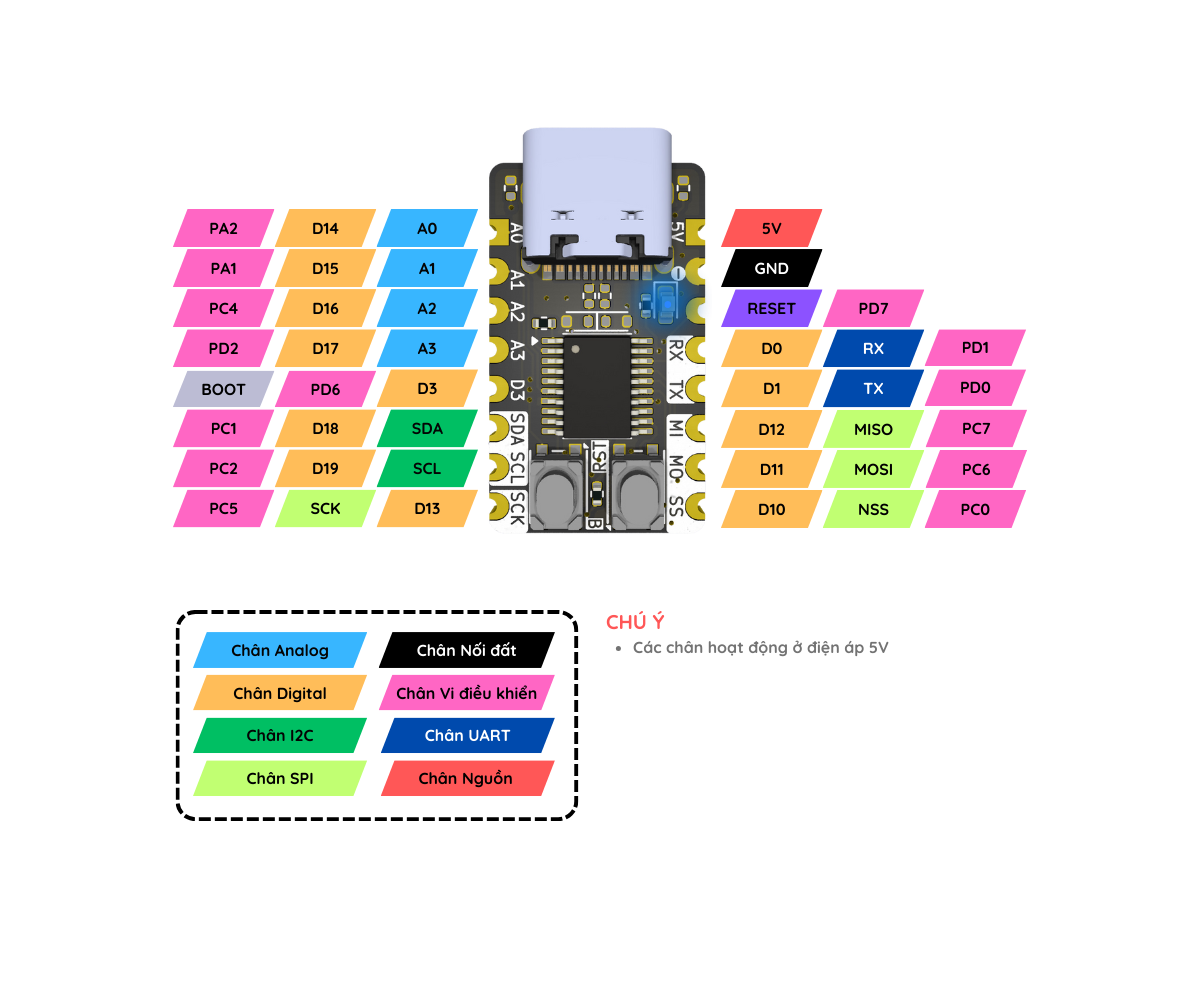 PA2 D14 A0 A0 5V 5V
PA1 D15 A1 A1 GND
PC4 D16 A2 A2 RESET PD7
PD2 D17 A3 A3 RX D0 RX PD1
BOOT PD6 D3 D3 TX D1 TX PD0
PC1 D18 SDA SDA MI D12 MISO PC7
PC2 D19 SCL SCL RST MO D11 MOSI PC6
PC5 SCK D13 SCK B SS D10 NSS PC0
Chân Analog Chân Nối đất
Chân Digital Chân Vi điều khiển
Chân I2C Chân UART
Chân SPI Chân Nguồn
CHÚ Ý
• Các chân hoạt động ở điện áp 5V